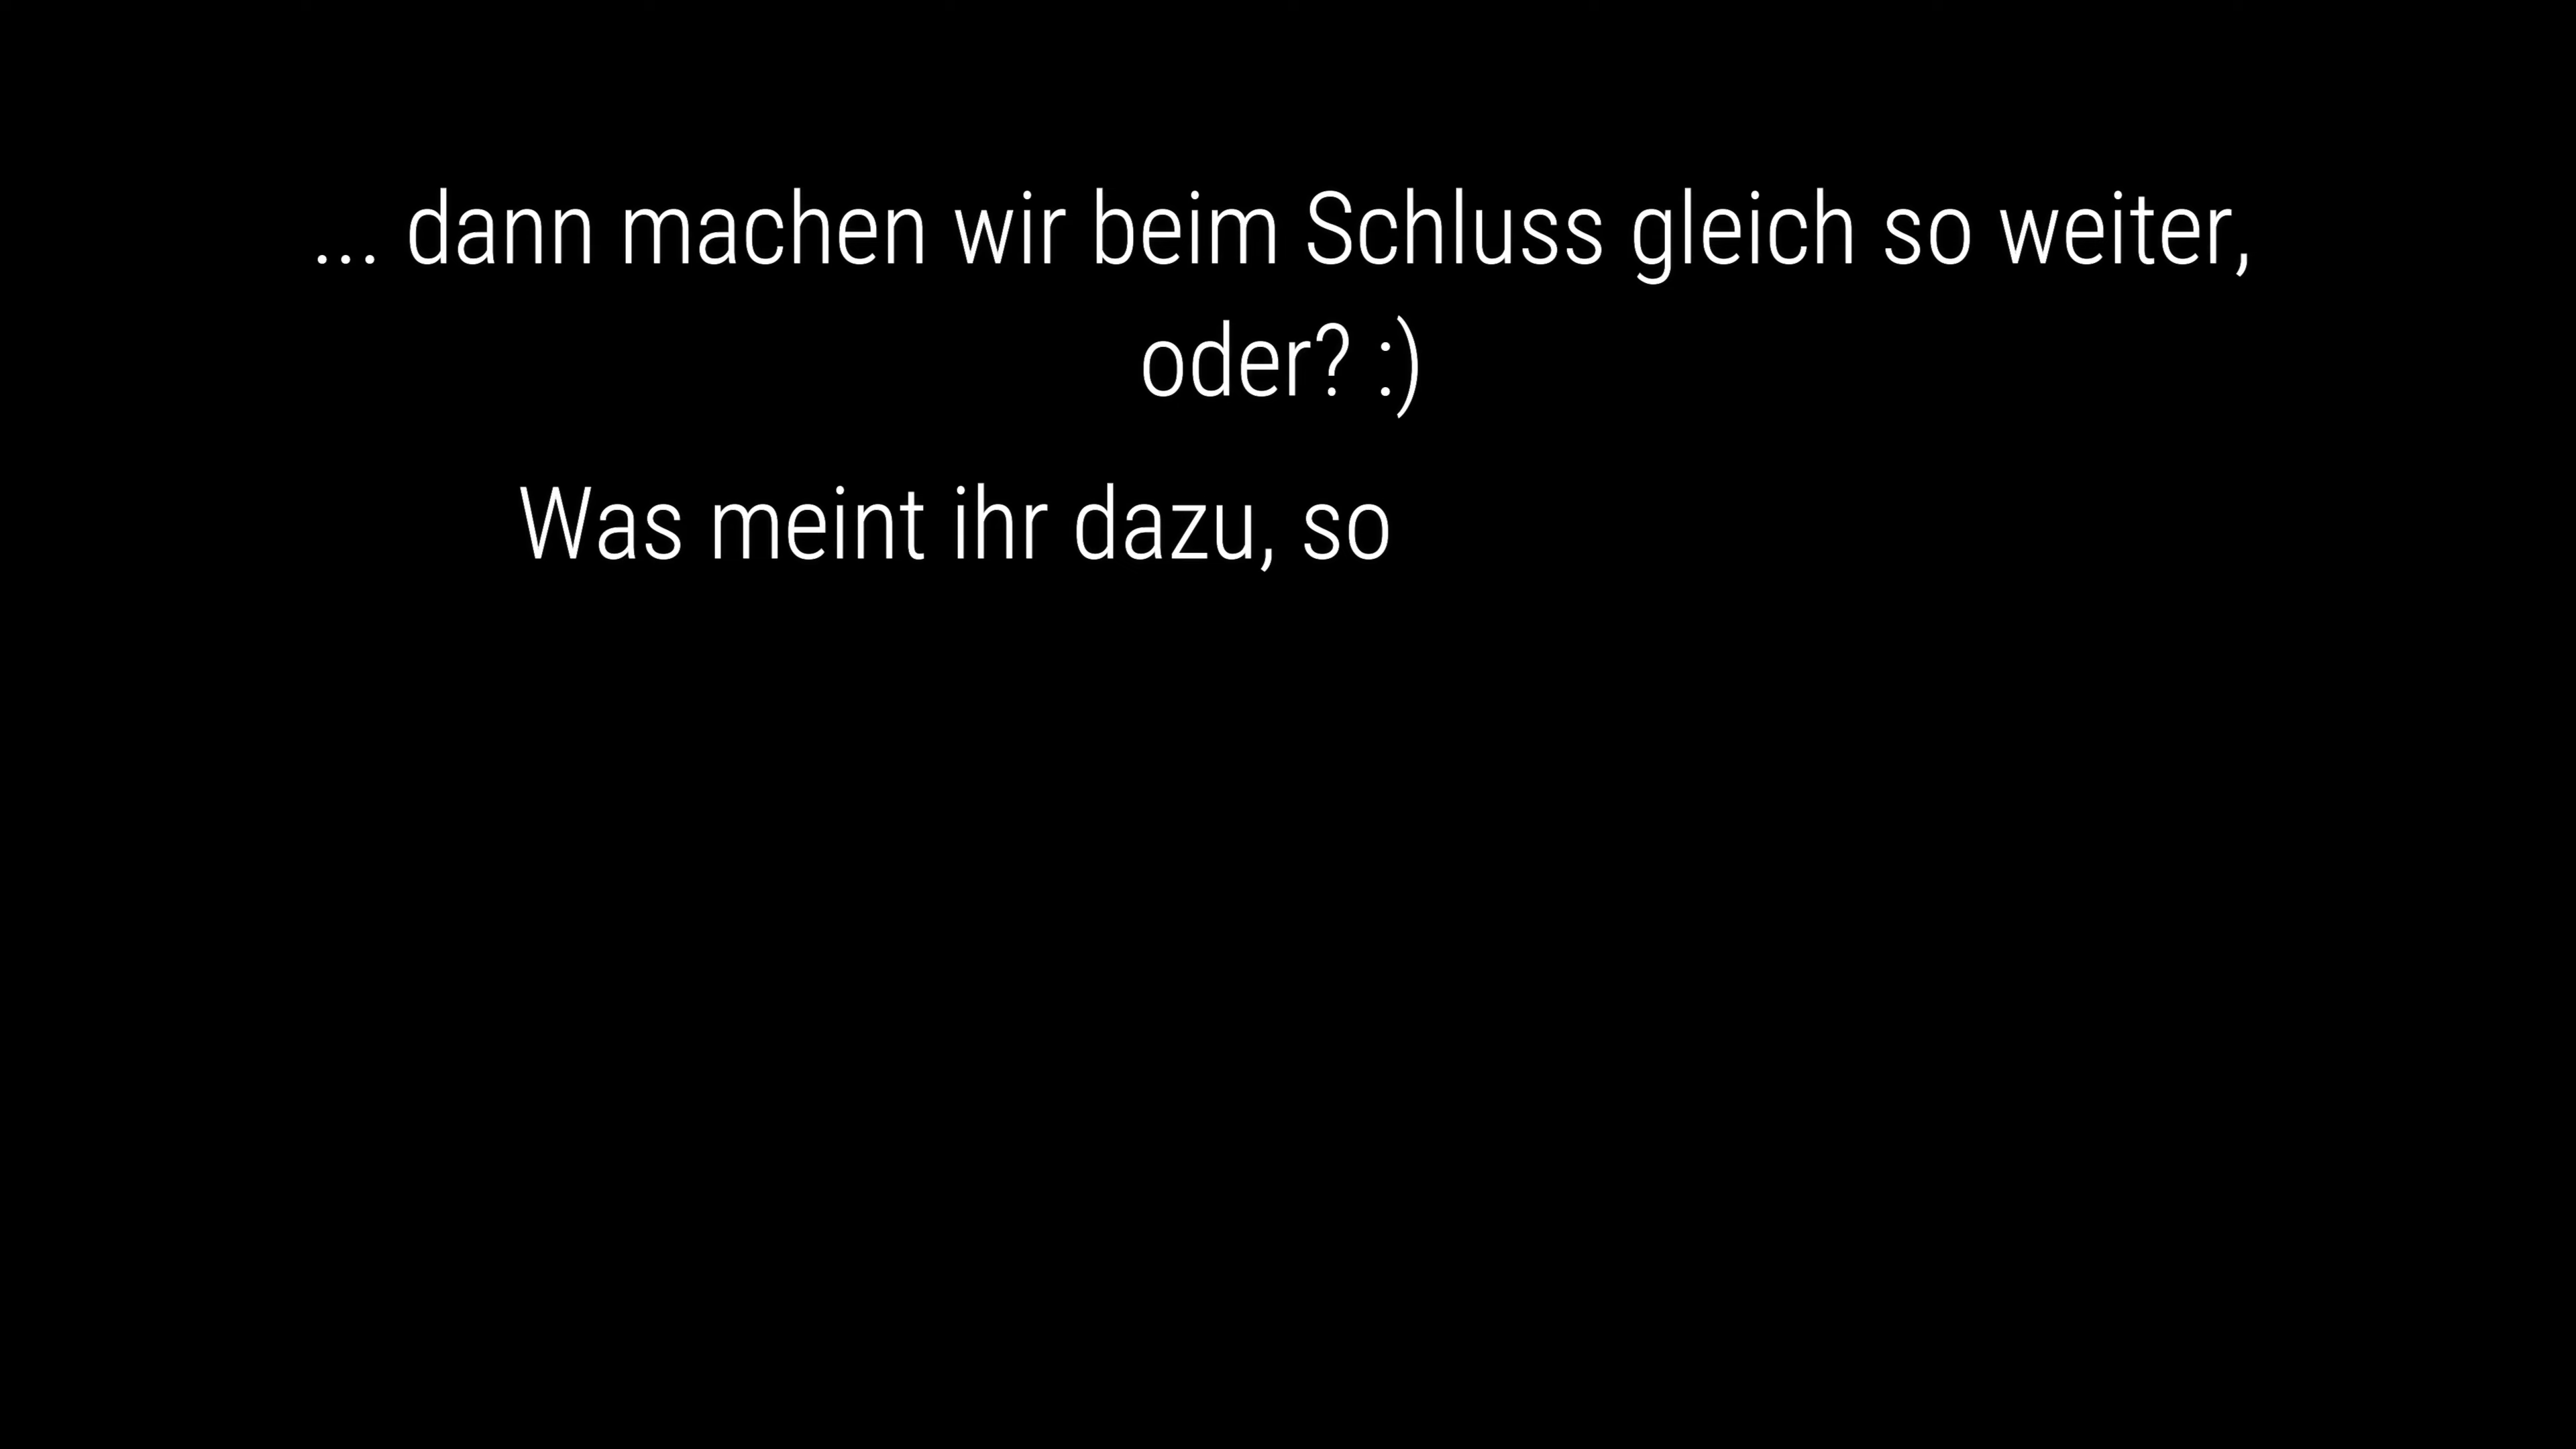 ... dann machen wir beim Schluss gleich so weiter,
oder? :)
Was meint ihr dazu, so